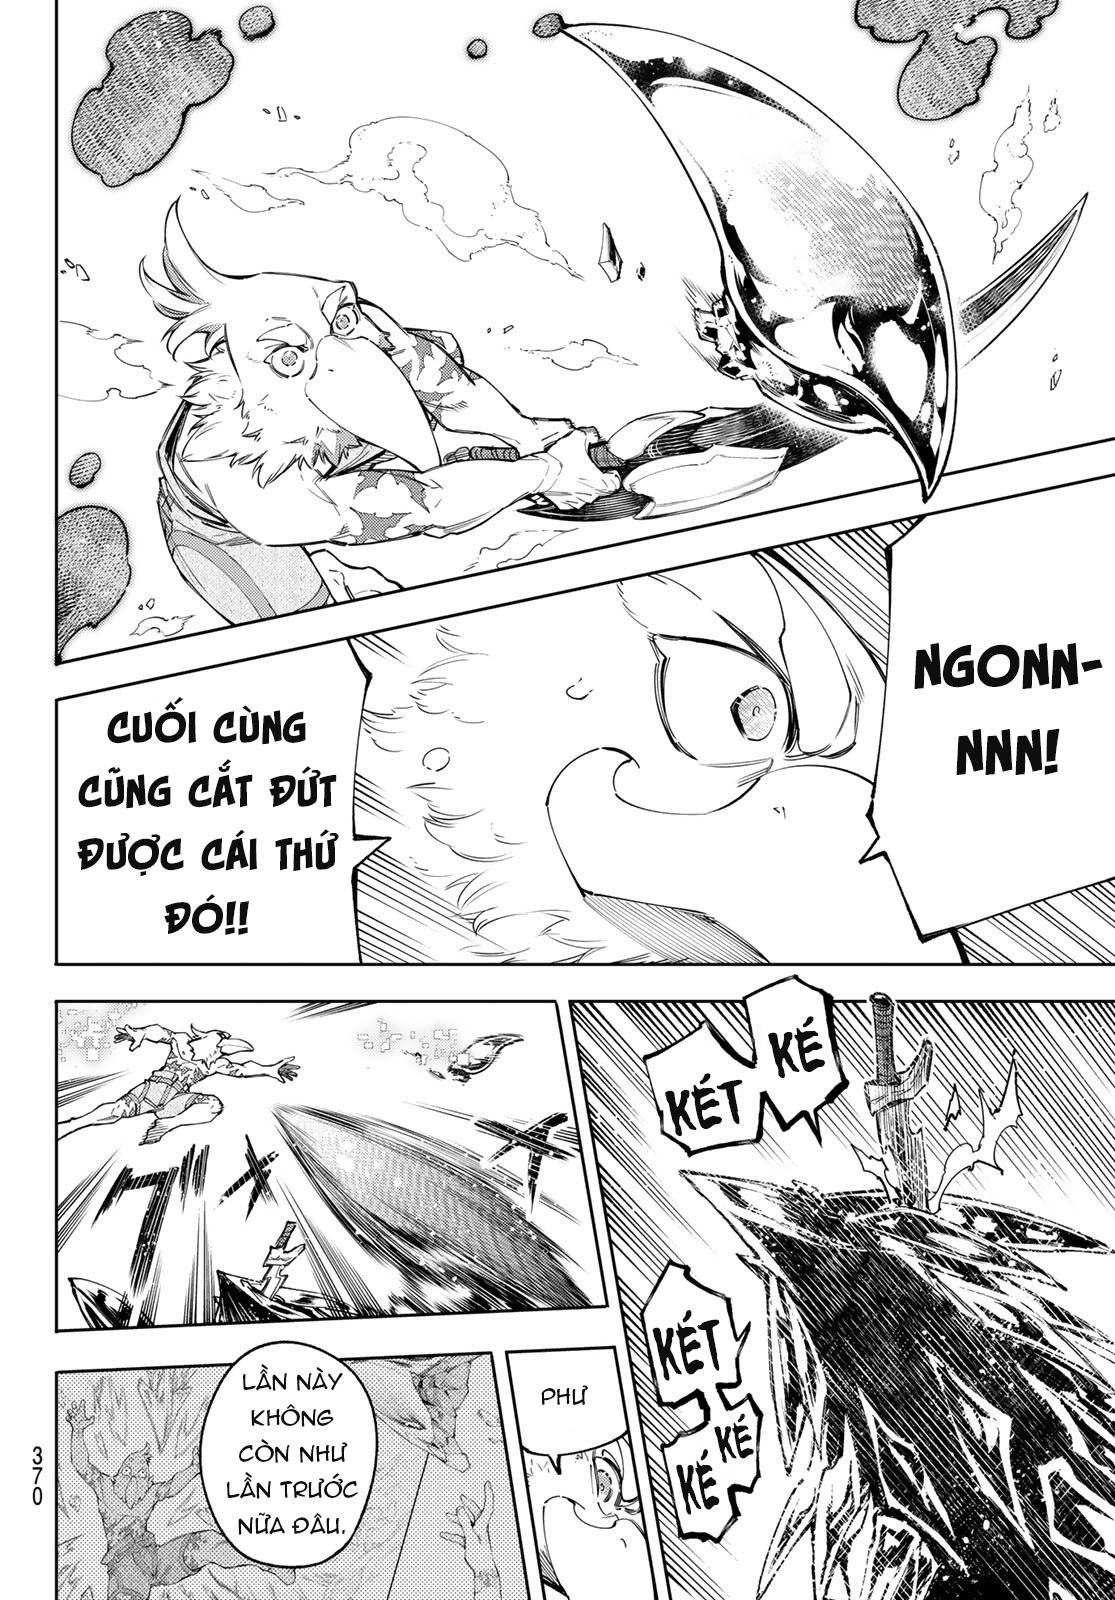 NGONN-
NNN!
CUỐI CÙNG
CŨNG CẮT ĐỨT
ĐƯỢC CÁI THỨ
ĐÓ!!
KÉ
KÉT
KÉT
KÉ
KÉ
PHƯ
LẦN NÀY
KHÔNG
CÒN NHƯ
LẦN TRƯỚC
NỮA ĐÂU.
370